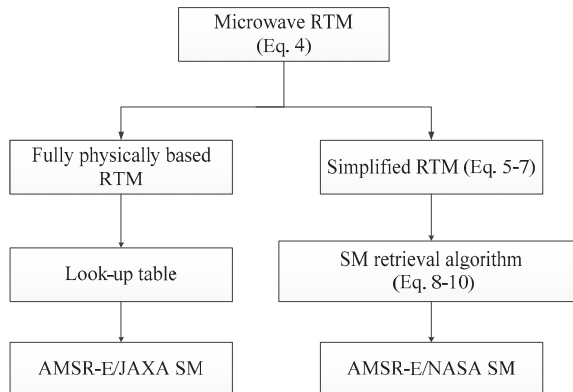 Microwave RTM
(Eq. 4)
Fully physically based
RTM
Simplified RTM (Eq. 5-7)
Look-up table
SM retrieval algorithm
(Eq. 8-10)
AMSR-E/JAXA SM
AMSR-E/NASA SM